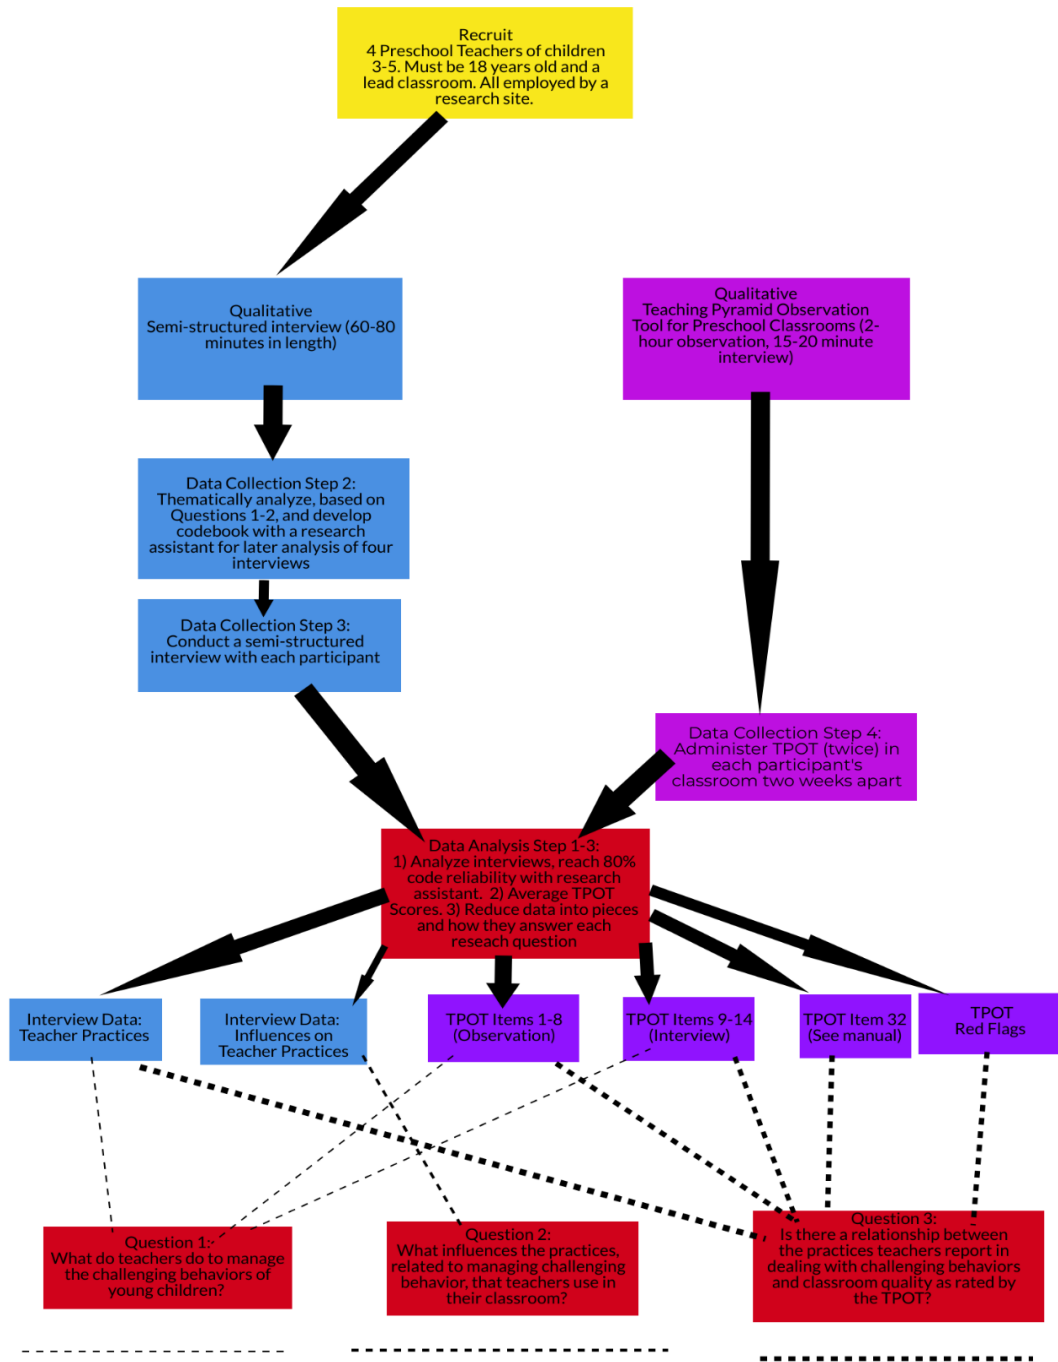 Recruit
4 Preschool Teachers of children
3-5. Must be 18 years old and a
lead classroom. All employed by a
research site.
Qualitative
Semi-structured interview (60-80
minutes in length)
Qualitative
Teaching Pyramid Observation
Tool for Preschool Classrooms (2-
hour observation, 15-20 minute
interview)
Data Collection Step 2:
Thematically analyze, based on
Questions 1-2, and develop
codebook with a research
assistant for later analysis of four
interviews
Data Collection Step 3:
Conduct a semi-structured
interview with each participant
Data Collection Step 4:
Administer TPOT (twice) in
each participant's
classroom two weeks apart
Data Analysis Step 1-3:
1) Analyze interviews, reach 80%
code reliability with research
assistant. 2) Average TPOT
Scores. 3) Reduce data into pieces
and how they answer each
reseach question
Interview Data:
Teacher Practices
Interview Data:
Influences on
Teacher Practices
TPOT Items 1-8
(Observation)
TPOT Items 9-14
(Interview)
TPOT Item 32
(See manual)
TPOT
Red Flags
Question 1:
What do teachers do to manage
the challenging behaviors of
young children?
Question 2:
What influences the practices,
related to managing challenging
behavior, that teachers use in
their classroom?
Question 3:
Is there a relationship between
the practices teachers report in
dealing with challenging behaviors
and classroom quality as rated by
the TPOT?